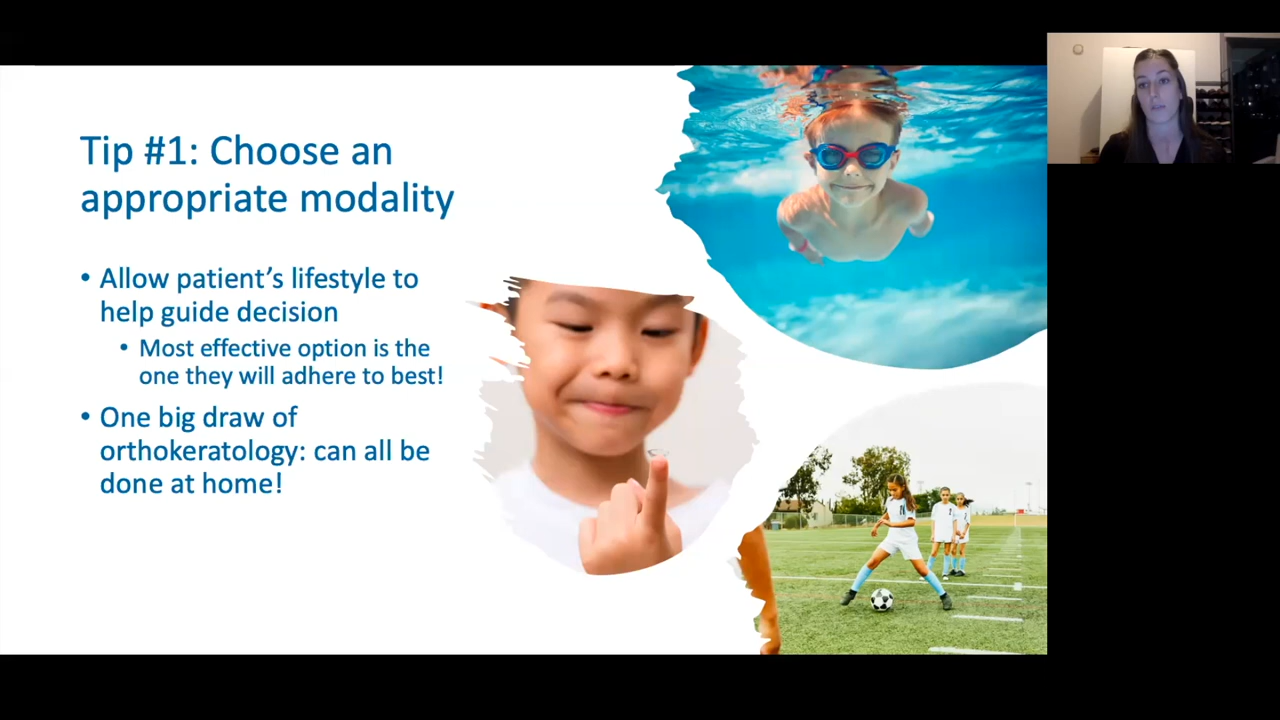 Tip #1: Choose an
appropriate modality
• Allow patient’s lifestyle to
help guide decision
• Most effective option is the
one they will adhere to best!
• One big draw of
orthokeratology: can all be
done at home!